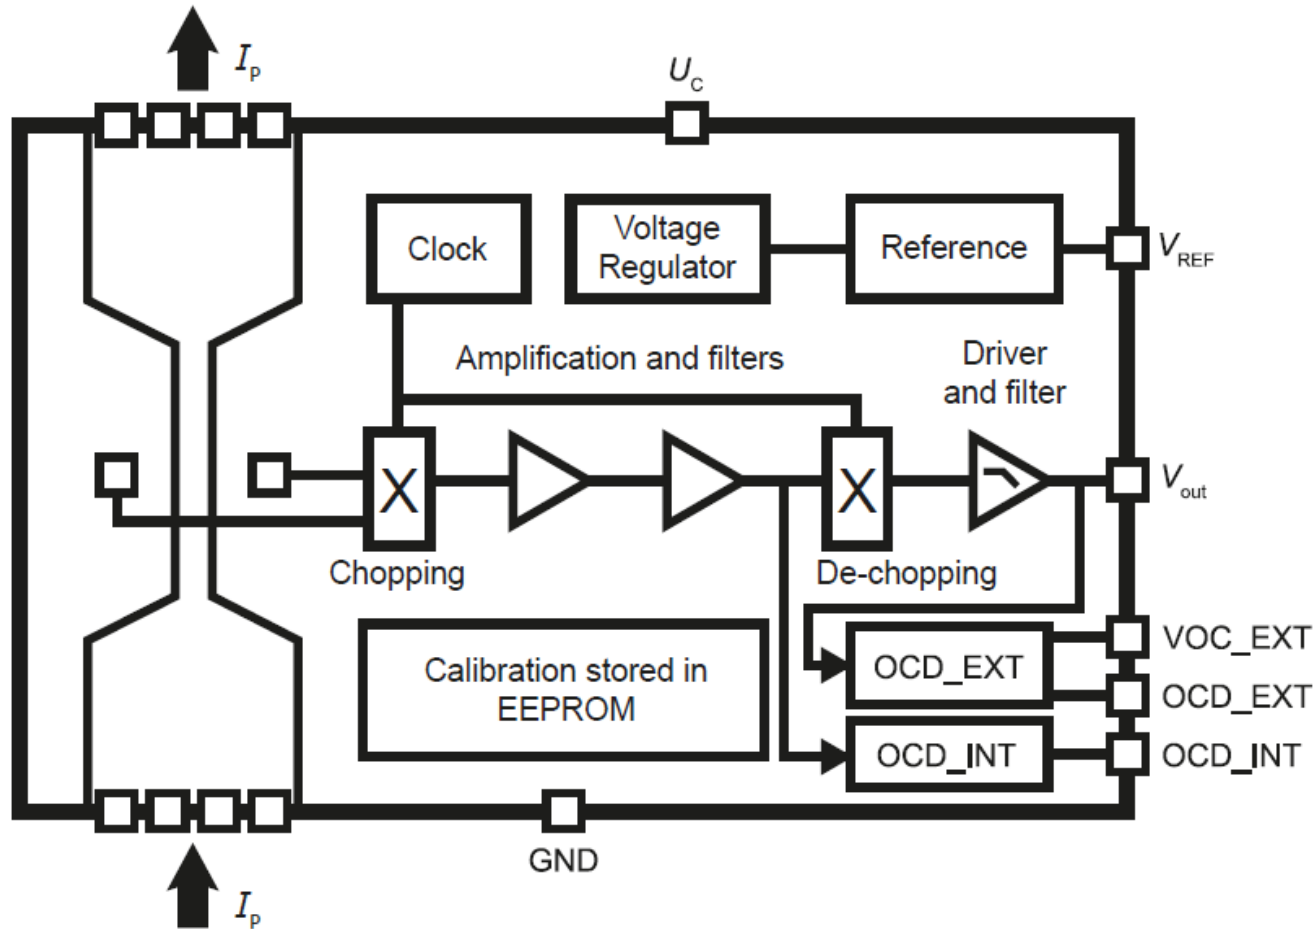 I_P
U_C
Clock
Voltage
Regulator
Reference
V_REF
Amplification and filters
Driver
and filter
X
X
V_out
Chopping
De-chopping
Calibration stored in
EEPROM
OCD_EXT
VOC_EXT
OCD_EXT
OCD_INT
OCD_INT
GND
I_P